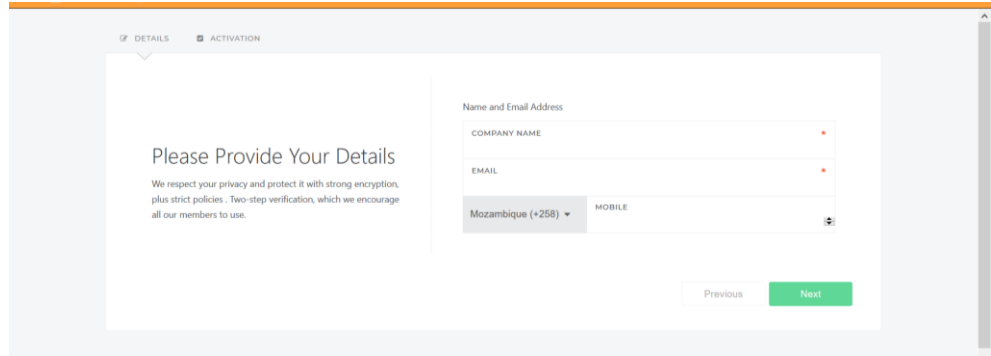 DETAILS
ACTIVATION
Please Provide Your Details
We respect your privacy and protect it with strong encryption,
plus strict policies . Two-step verification, which we encourage
all our members to use.
Name and Email Address
COMPANY NAME *
EMAIL *
Mozambique (+258)
MOBILE
Previous
Next